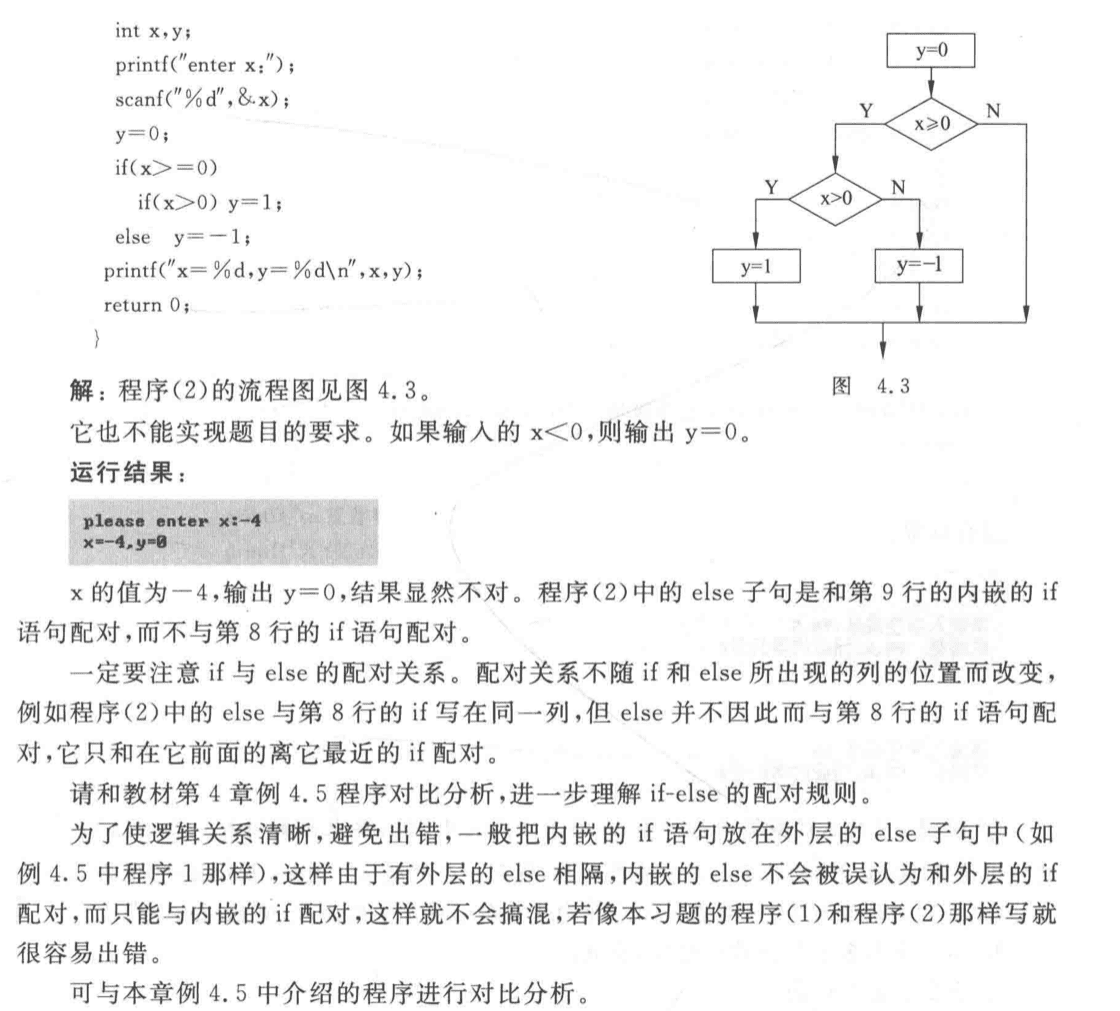 int x,y;
printf("enter x:");
scanf("%d",&x);
y=0;
if(x>=0)
if(x>0) y=1;
else y=-1;
printf("x=%d,y=%d\n",x,y);
return 0;
}
y=0
Y
x⩾0
N
Y
x>0
N
y=1
y=-1
图 4.3
解：程序(2)的流程图见图 4.3。
它也不能实现题目的要求。如果输入的 x<0,则输出 y=0。
运行结果：
please enter x:-4
x=-4,y=0
x 的值为-4,输出 y=0,结果显然不对。程序(2)中的 else 子句是和第 9 行的内嵌的 if
语句配对,而不与第 8 行的 if 语句配对。
一定要注意 if 与 else 的配对关系。配对关系不随 if 和 else 所出现的列的位置而改变,
例如程序(2)中的 else 与第 8 行的 if 写在同一列,但 else 并不因此而与第 8 行的 if 语句配
对,它只和在它前面的离它最近的 if 配对。
请和教材第 4 章例 4.5 程序对比分析,进一步理解 if-else 的配对规则。
为了使逻辑关系清晰,避免出错,一般把内嵌的 if 语句放在外层的 else 子句中(如
例 4.5 中程序 1 那样),这样由于有外层的 else 相隔,内嵌的 else 不会被误认为和外层的 if
配对,而只能与内嵌的 if 配对,这样就不会搞混,若像本习题的程序(1)和程序(2)那样写就
很容易出错。
可与本章例 4.5 中介绍的程序进行对比分析。